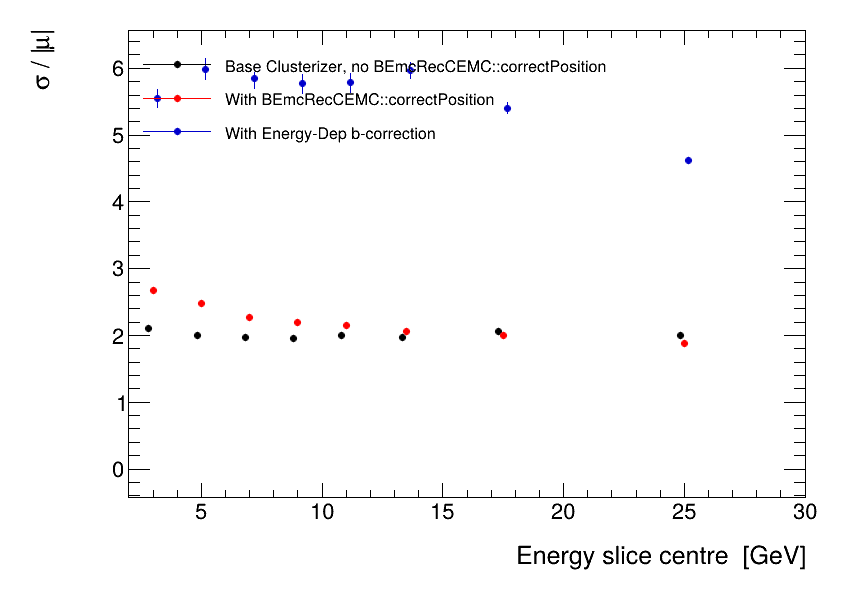 σ / |μ|
6
Base Clusterizer, no BEmcRecCEMC::correctPosition
With BEmcRecCEMC::correctPosition
5
With Energy-Dep b-correction
4
3
2
1
0
5 10 15 20 25 30
Energy slice centre [GeV]